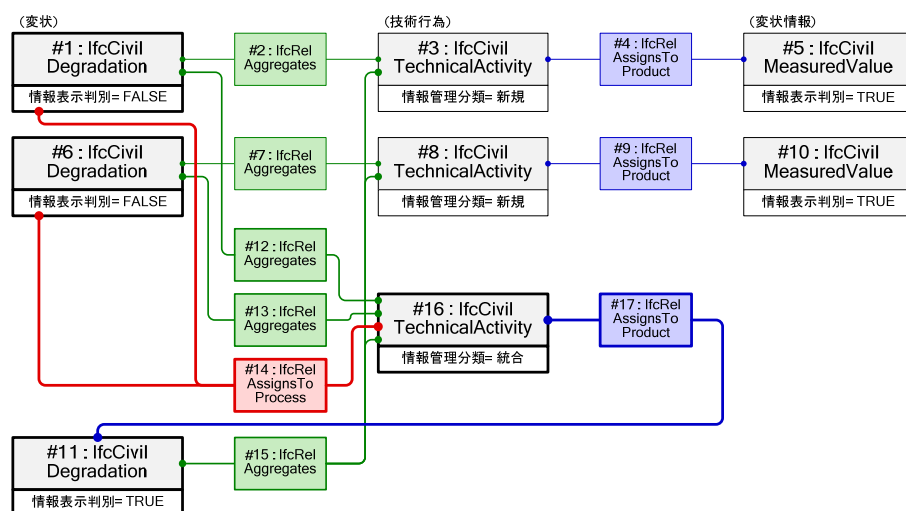 （変状）
（技術行為）
（変状情報）
#1 : IfcCivil
Degradation
情報表示判別= FALSE
#2 : IfcRel
Aggregates
#3 : IfcCivil
TechnicalActivity
情報管理分類= 新規
#4 : IfcRel
AssignsTo
Product
#5 : IfcCivil
MeasuredValue
情報表示判別= TRUE
#6 : IfcCivil
Degradation
情報表示判別= FALSE
#7 : IfcRel
Aggregates
#8 : IfcCivil
TechnicalActivity
情報管理分類= 新規
#9 : IfcRel
AssignsTo
Product
#10 : IfcCivil
MeasuredValue
情報表示判別= TRUE
#12 : IfcRel
Aggregates
#13 : IfcRel
Aggregates
#16 : IfcCivil
TechnicalActivity
情報管理分類= 統合
#17 : IfcRel
AssignsTo
Product
#14 : IfcRel
AssignsTo
Process
#11 : IfcCivil
Degradation
情報表示判別= TRUE
#15 : IfcRel
Aggregates